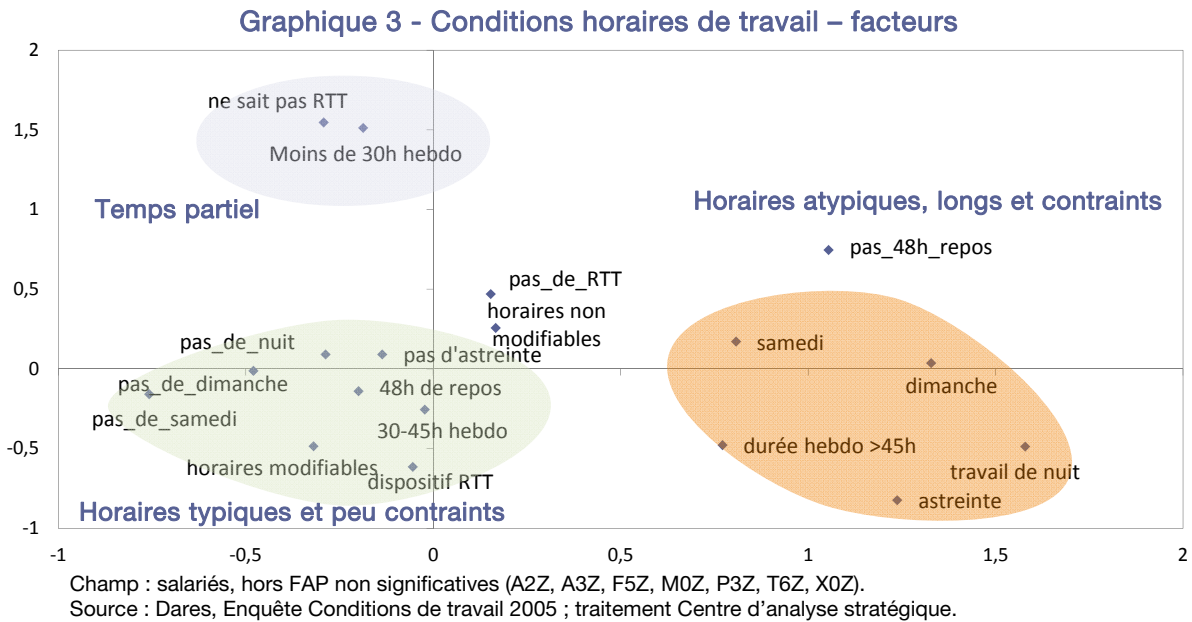 Graphique 3 - Conditions horaires de travail – facteurs
2
ne sait pas RTT
1,5
Moins de 30h hebdo
1
Temps partiel
Horaires atypiques, longs et contraints
pas_48h_repos
pas_de_RTT
0,5
horaires non
modifiables
pas_de_nuit
pas d'astreinte
samedi
0
pas_de_dimanche
48h de repos
dimanche
pas_de_samedi
30-45h hebdo
durée hebdo >45h
-0,5
horaires modifiables
dispositif RTT
travail de nuit
astreinte
Horaires typiques et peu contraints
-1
-1 -0,5 0 0,5 1 1,5 2
Champ : salariés, hors FAP non significatives (A2Z, A3Z, F5Z, M0Z, P3Z, T6Z, X0Z).
Source : Dares, Enquête Conditions de travail 2005 ; traitement Centre d'analyse stratégique.